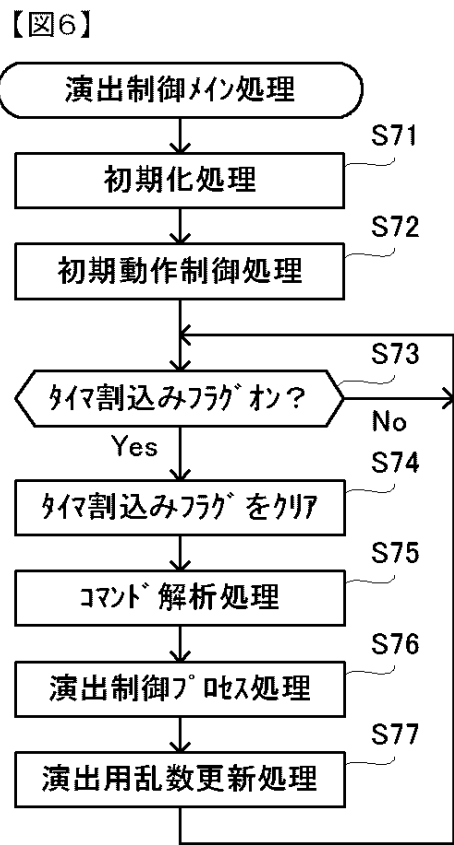 【図6】
演出制御ﾒｲﾝ処理
S71
初期化処理
S72
初期動作制御処理
S73
ﾀｲﾏ割込みﾌﾗｸﾞｵﾝ？
No
Yes
S74
ﾀｲﾏ割込みﾌﾗｸﾞをｸﾘｱ
S75
ｺﾏﾝﾄﾞ解析処理
S76
演出制御ﾌﾟﾛｾｽ処理
S77
演出用乱数更新処理